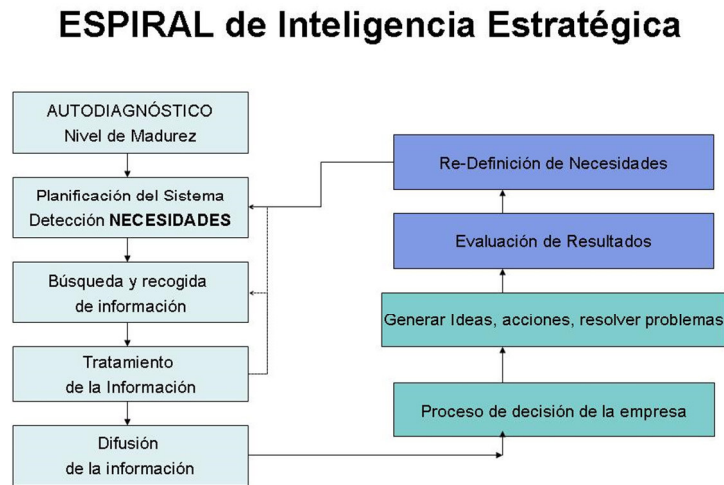 ESPIRAL de Inteligencia Estratégica
AUTODIAGNÓSTICO
Nivel de Madurez
Planificación del Sistema
Detección NECESIDADES
Búsqueda y recogida
de información
Tratamiento
de la Información
Difusión
de la información
Re-Definición de Necesidades
Evaluación de Resultados
Generar Ideas, acciones, resolver problemas
Proceso de decisión de la empresa